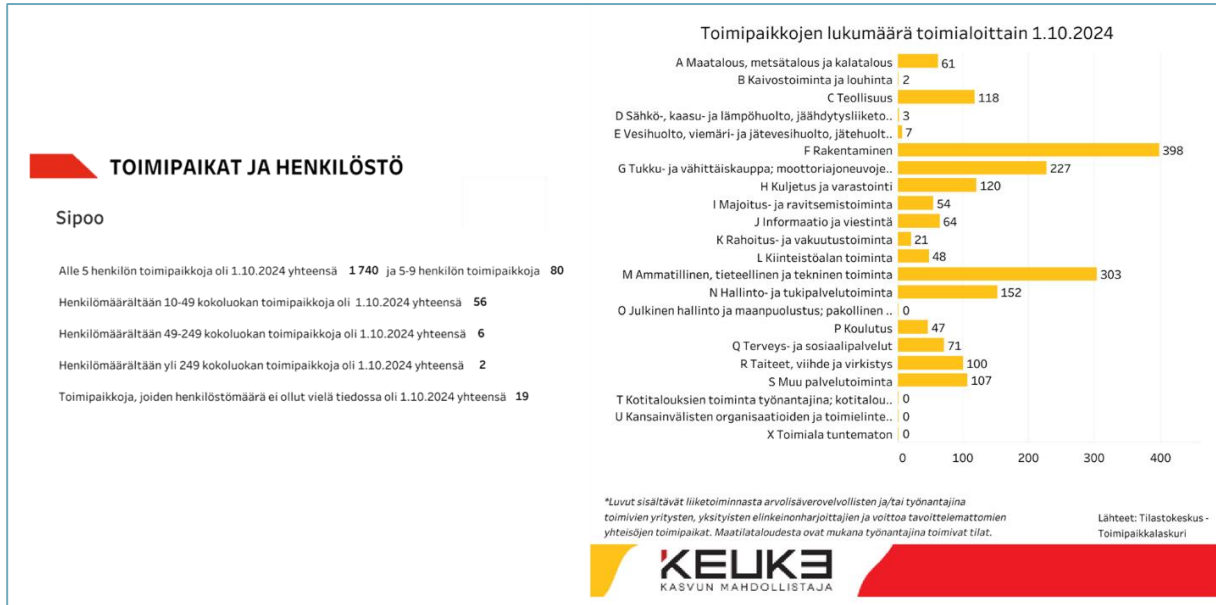 TOIMIPAIKAT JA HENKILÖSTÖ
Sipoo
Alle 5 henkilön toimipaikkoja oli 1.10.2024 yhteensä 1 740 ja 5-9 henkilön toimipaikkoja 80
Henkilömäärältään 10-49 kokoluokan toimipaikkoja oli 1.10.2024 yhteensä 56
Henkilömäärältään 49-249 kokoluokan toimipaikkoja oli 1.10.2024 yhteensä 6
Henkilömäärältään yli 249 kokoluokan toimipaikkoja oli 1.10.2024 yhteensä 2
Toimipaikkoja, joiden henkilöstömäärä ei ollut vielä tiedossa oli 1.10.2024 yhteensä 19
Toimipaikkojen lukumäärä toimialoittain 1.10.2024
A Maatalous, metsätalous ja kalatalous 61
B Kaivostoiminta ja louhinta 2
C Teollisuus 118
D Sähkö-, kaasu- ja lämpöhuolto, jäähdytysliiketo.. 3
E Vesihuolto, viemäri- ja jätevesihuolto, jätehuolt.. 7
F Rakentaminen 398
G Tukku- ja vähittäiskauppa; moottoriajoneuvoje.. 227
H Kuljetus ja varastointi 120
I Majoitus- ja ravitsemistoiminta 54
J Informaatio ja viestintä 64
K Rahoitus- ja vakuutustoiminta 21
L Kiinteistöalan toiminta 48
M Ammatillinen, tieteellinen ja tekninen toiminta 303
N Hallinto- ja tukipalvelutoiminta 152
O Julkinen hallinto ja maanpuolustus; pakollinen .. 0
P Koulutus 47
Q Terveys- ja sosiaalipalvelut 71
R Taiteet, viihde ja virkistys 100
S Muu palvelutoiminta 107
T Kotitalouksien toiminta työnantajina; kotitalou.. 0
U Kansainvälisten organisaatioiden ja toimielinte.. 0
X Toimiala tuntematon 0
0 100 200 300 400
*Luvut sisältävät liiketoiminnasta arvolisäverovelvollisten ja/tai työnantajina
toimivien yritysten, yksityisten elinkeinonharjoittajien ja voittoa tavoittelemattomien
yhteisöjen toimipaikat. Maatilataloudesta ovat mukana työnantajina toimivat tilat.
Lähteet: Tilastokeskus -
Toimipaikkalaskuri
KEUKE
KASVUN MAHDOLLISTAJA